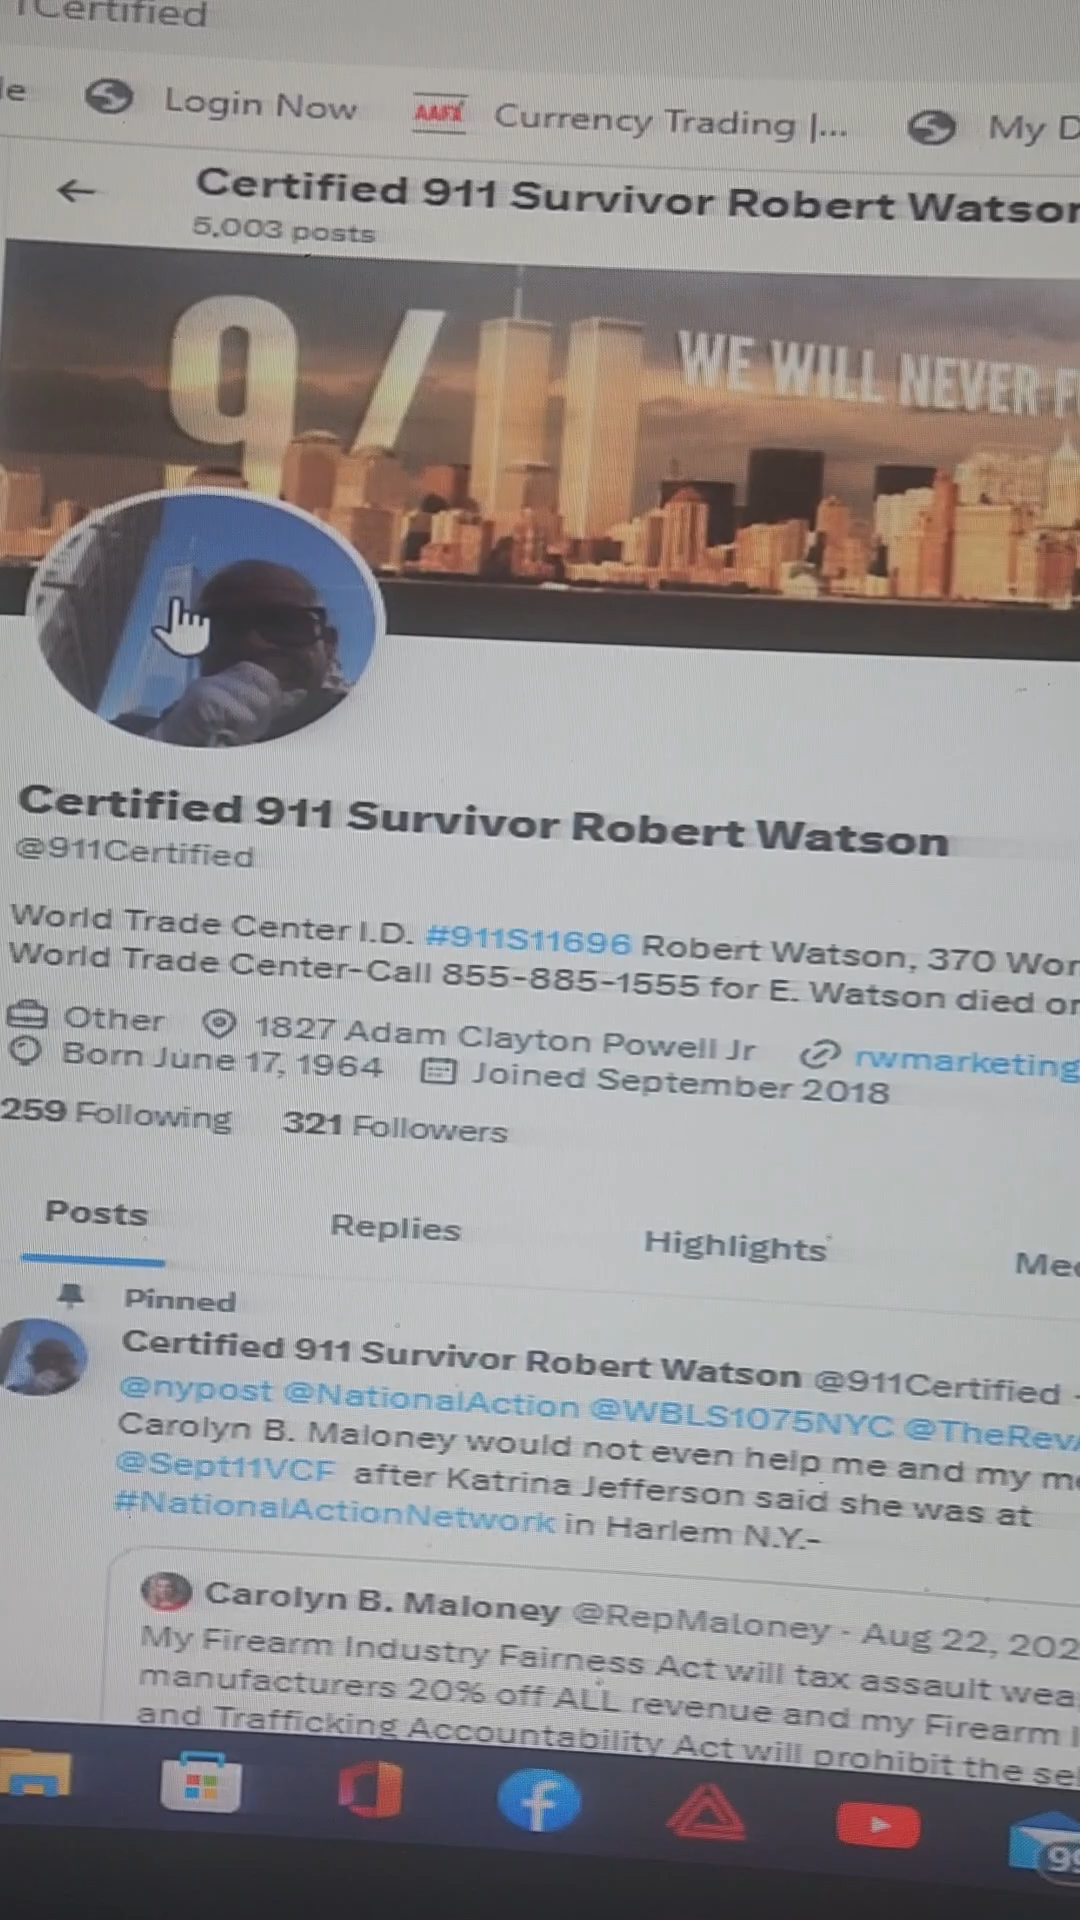 Certified
Login Now
AAFX
Currency Trading |...
My
Certified 911 Survivor Robert Watson
5,003 posts
9/11
WE WILL NEVER
Certified 911 Survivor Robert Watson
@911Certified
World Trade Center I.D. #911S11696 Robert Watson, 370 Wor
World Trade Center-Call 855-885-1555 for E. Watson died on
Other 1827 Adam Clayton Powell Jr rwmarketing
Born June 17, 1964 Joined September 2018
259 Following 321 Followers
Posts Replies Highlights Med
Pinned
Certified 911 Survivor Robert Watson @911Certified
@nypost @NationalAction @WBLS1075NYC @TheRevA
Carolyn B. Maloney would not even help me and my mo
@Sept11VCF after Katrina Jefferson said she was at
#NationalActionNetwork in Harlem N.Y.-
Carolyn B. Maloney @RepMaloney · Aug 22, 202
My Firearm Industry Fairness Act will tax assault wea
manufacturers 20% off ALL revenue and my Firearm I
and Trafficking Accountability Act will prohibit the sel
99